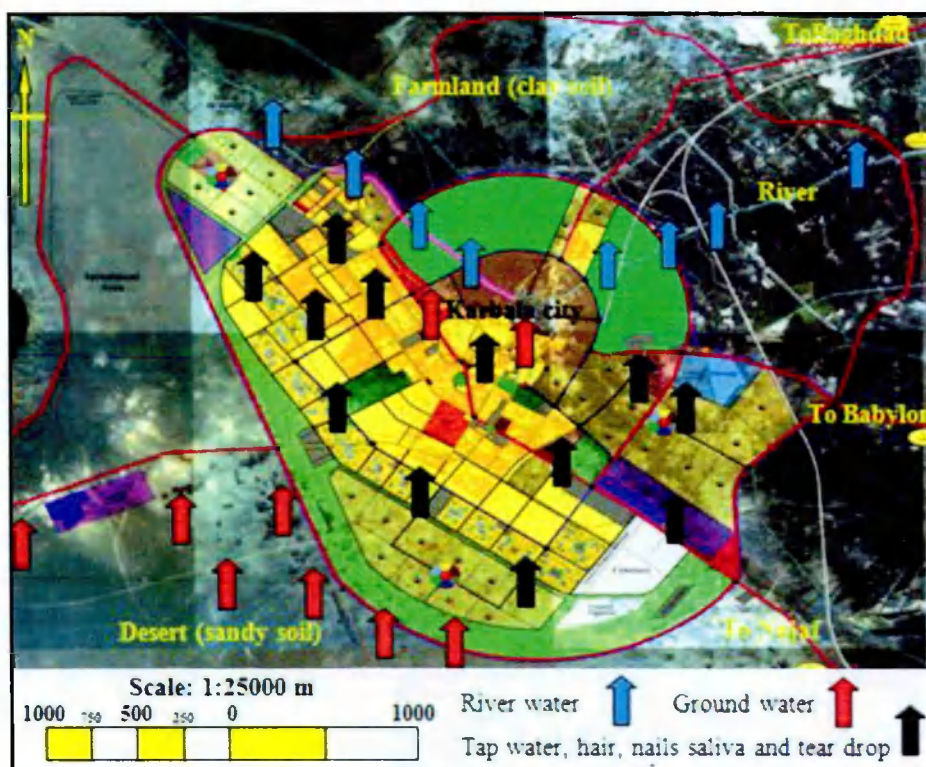 N
To Baghdad
Farmland (clay soil)
River
Karbala city
To Babylon
Desert (sandy soil)
To Najaf
Scale: 1:25000 m
1000 750 500 250 0 1000
River water
Ground water
Tap water, hair, nails saliva and tear drop